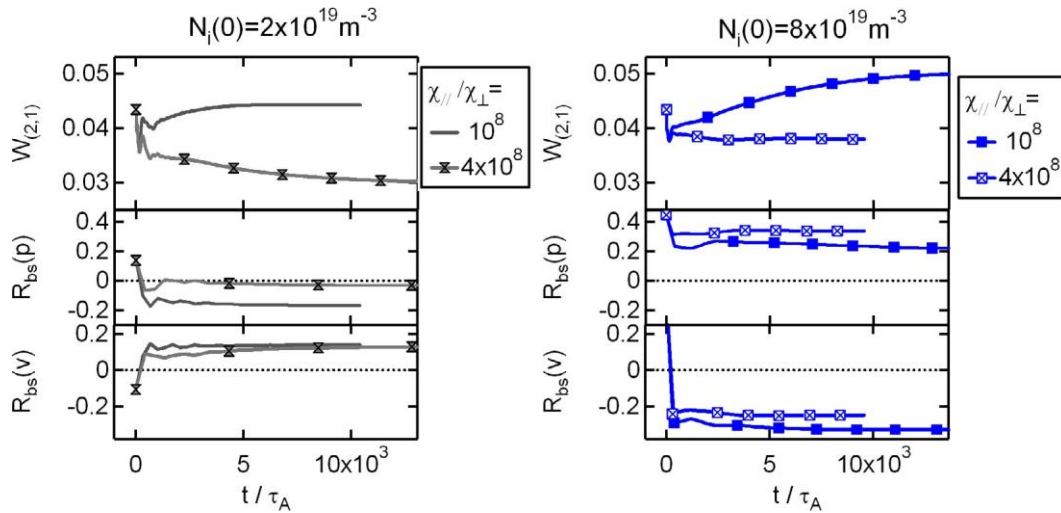 N_i(0)=2x10^19 m^-3
0.05
0.04
0.03
W_(2,1)
χ_// /χ_⊥=
10^8
4x10^8
0.4
0.2
0
-0.2
R_bs(p)
0.2
0
-0.2
R_bs(v)
0
5
10x10^3
t / τ_A
N_i(0)=8x10^19 m^-3
0.05
0.04
0.03
W_(2,1)
χ_// /χ_⊥=
10^8
4x10^8
0.4
0.2
0
-0.2
R_bs(p)
0
-0.2
R_bs(v)
0
5
10x10^3
t / τ_A